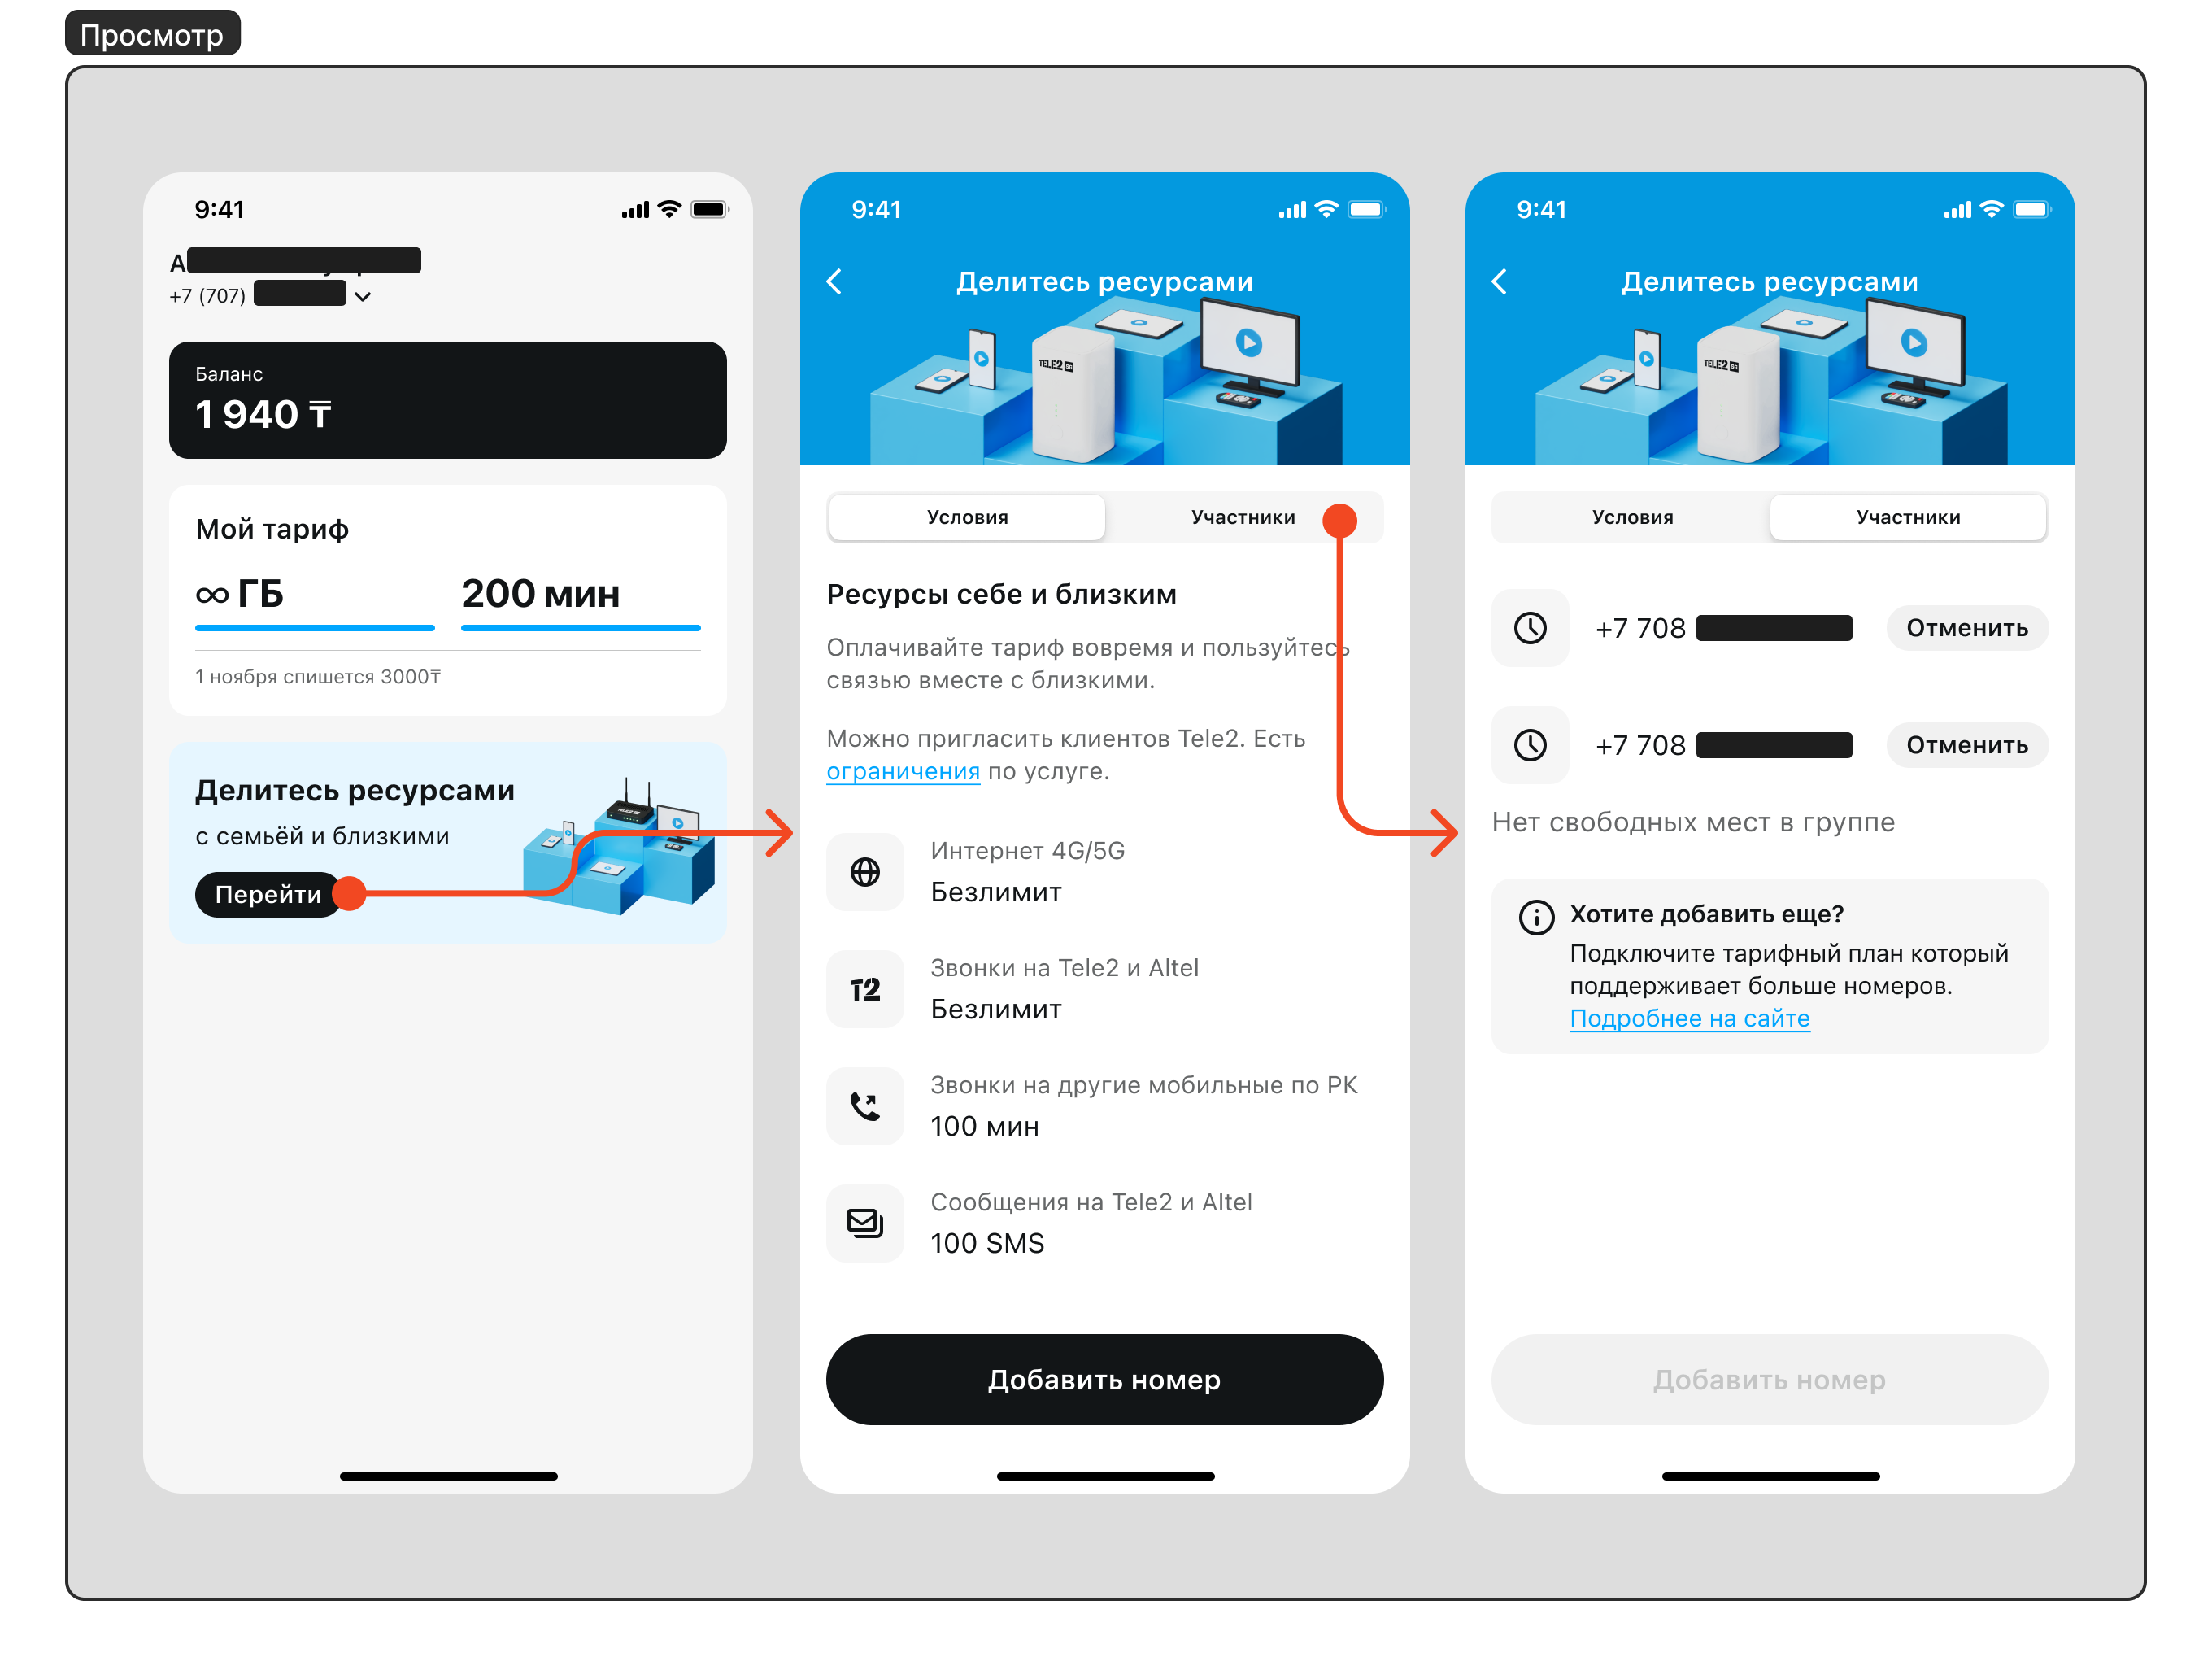 Просмотр
9:41
А
+7 (707)
Баланс
1 940 ₸
Мой тариф
∞ ГБ
200 мин
1 ноября спишется 3000₸
Делитесь ресурсами
с семьёй и близкими
Перейти
9:41
Делитесь ресурсами
TELE2 5G
Условия
Участники
Ресурсы себе и близким
Оплачивайте тариф вовремя и пользуйтесь
связью вместе с близкими.
Можно пригласить клиентов Tele2. Есть
ограничения по услуге.
Интернет 4G/5G
Безлимит
T2
Звонки на Tele2 и Altel
Безлимит
Звонки на другие мобильные по РК
100 мин
Сообщения на Tele2 и Altel
100 SMS
Добавить номер
9:41
Делитесь ресурсами
TELE2 5G
Условия
Участники
+7 708
Отменить
+7 708
Отменить
Нет свободных мест в группе
Хотите добавить еще?
Подключите тарифный план который
поддерживает больше номеров.
Подробнее на сайте
Добавить номер